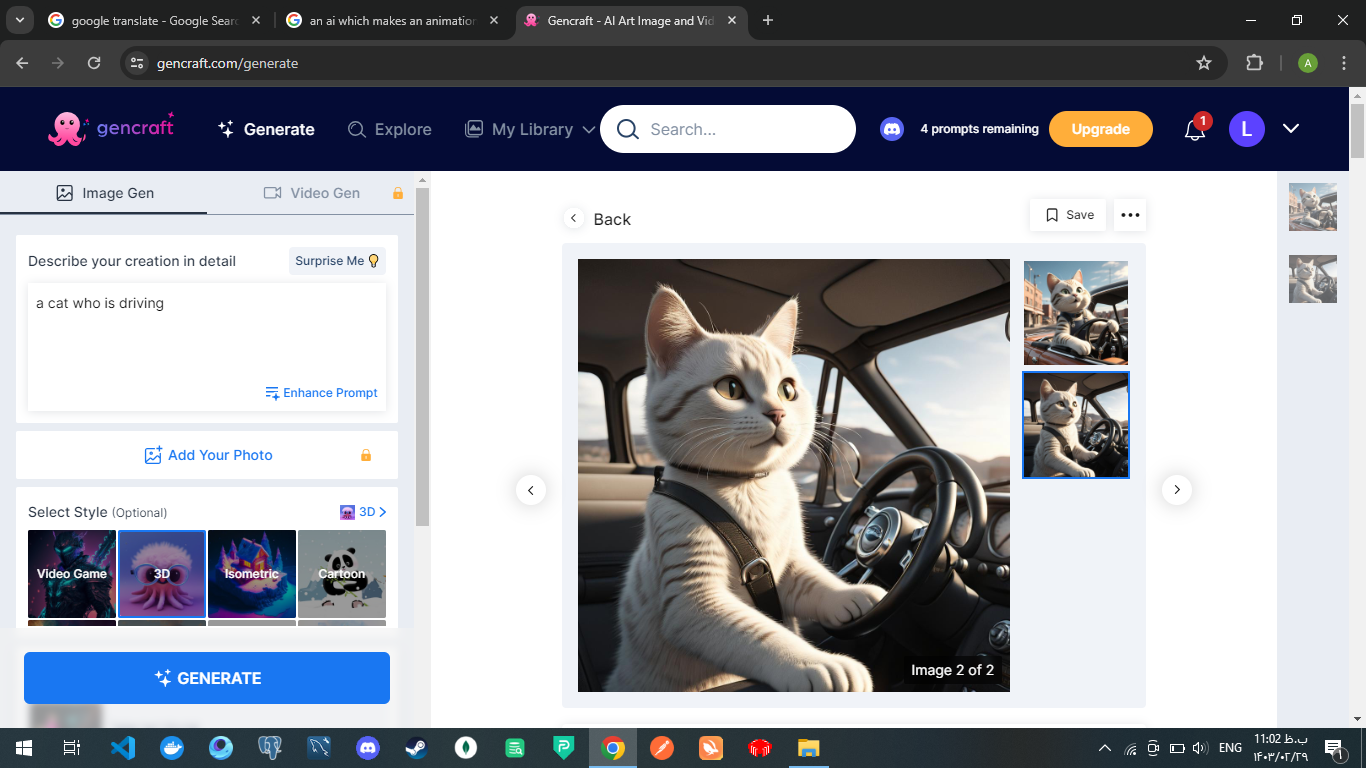 google translate - Google Sear
an ai which makes an animation
Gencraft - AI Art Image and Vid
gencraft.com/generate
A
gencraft
Generate
Explore
My Library
Search...
4 prompts remaining
Upgrade
1
L
Image Gen
Video Gen
Back
Save
Describe your creation in detail
Surprise Me
a cat who is driving
Enhance Prompt
Add Your Photo
Select Style (Optional)
3D
Video Game
3D
Isometric
Cartoon
Image 2 of 2
GENERATE
ENG
11:02 ب.ظ
۱۴۰۳/۰۲/۲۹
1